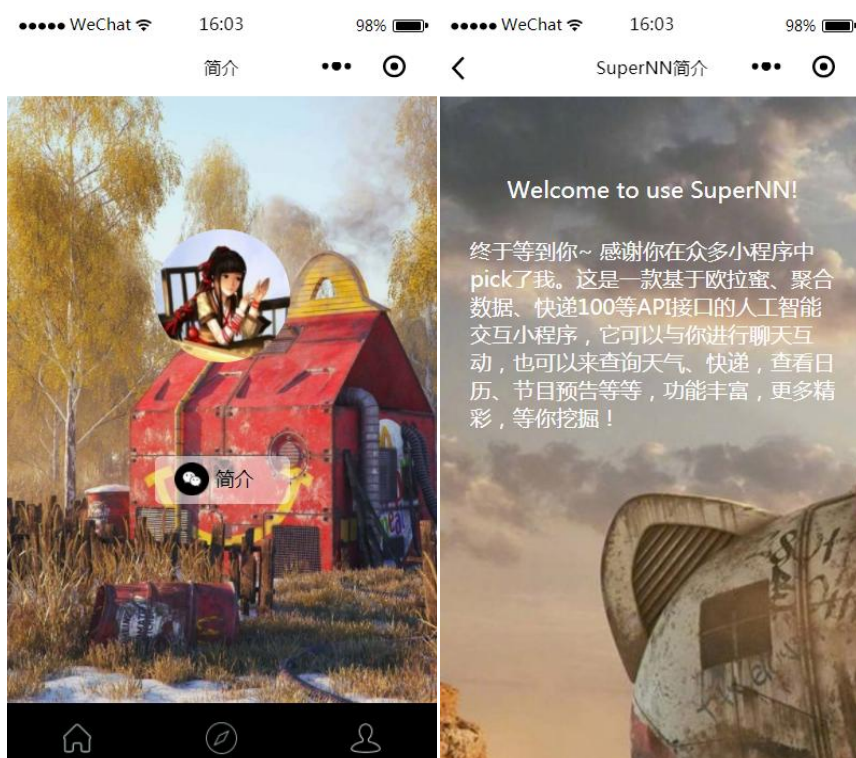 ●●●●● WeChat
16:03
98%
简介
简介
●●●●● WeChat
16:03
98%
SuperNN简介
Welcome to use SuperNN!
终于等到你~ 感谢你在众多小程序中
pick了我。这是一款基于欧拉蜜、聚合
数据、快递100等API接口的人工智能
交互小程序，它可以与你进行聊天互
动，也可以来查询天气、快递，查看日
历、节目预告等等，功能丰富，更多精
彩，等你挖掘！